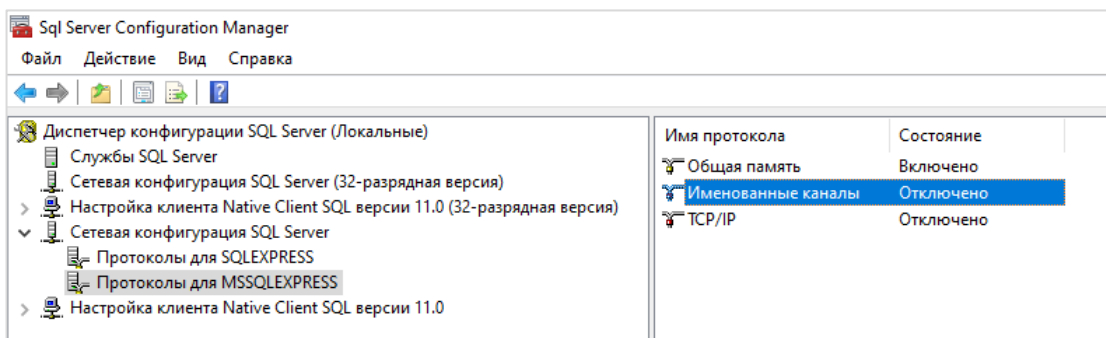 Sql Server Configuration Manager
Файл Действие Вид Справка
Диспетчер конфигурации SQL Server (Локальные)
Службы SQL Server
Сетевая конфигурация SQL Server (32-разрядная версия)
Настройка клиента Native Client SQL версии 11.0 (32-разрядная версия)
Сетевая конфигурация SQL Server
Протоколы для SQLEXPRESS
Протоколы для MSSQLEXPRESS
Настройка клиента Native Client SQL версии 11.0
Имя протокола Состояние
Общая память Включено
Именованные каналы Отключено
TCP/IP Отключено